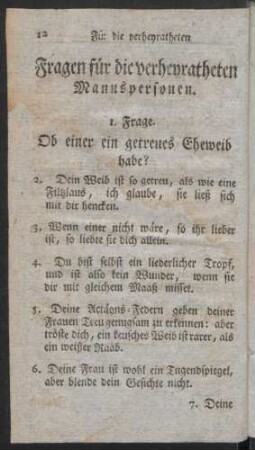 12 Für die verheyratheten
Fragen für die verheyratheten
Mannspersonen.
1. Frage.
Ob einer ein getreues Eheweib
habe?
2. Dein Weib ist so getreu, als wie eine
Filtzlaus, ich glaube, sie ließ sich
mit dir hencken.
3. Wenn einer nicht wäre, so ihr lieber
ist, so liebte sie dich allein.
4. Du bist selbst ein liederlicher Tropf,
und ist also kein Wunder, wenn sie
dir mit gleichem Maaß misset.
5. Deine Actäons-Federn geben deiner
Frauen Treu genugsam zu erkennen: aber
tröste dich, ein keusches Weib ist rarer, als
ein weißer Raab.
6. Deine Frau ist wohl ein Tugendspiegel,
aber blende dein Gesichte nicht.
7. Deine